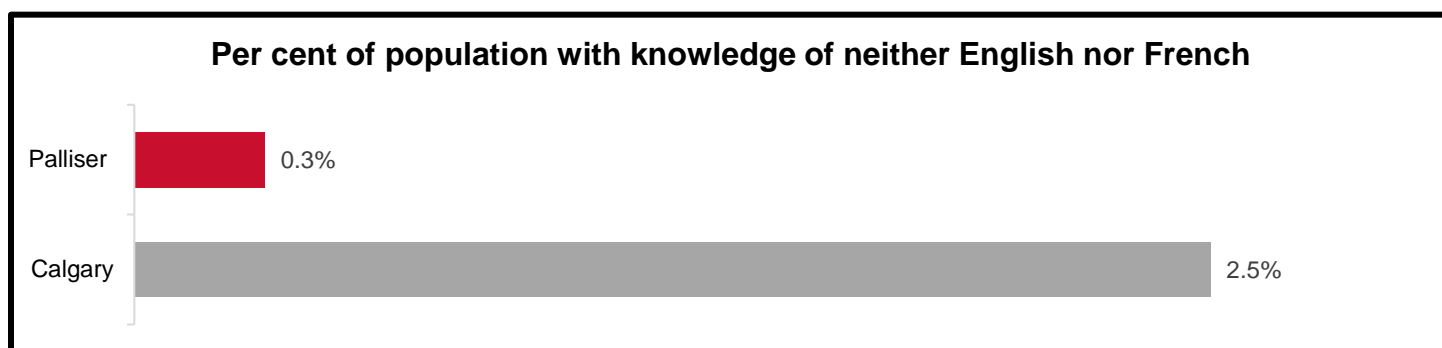 Per cent of population with knowledge of neither English nor French
Palliser 0.3%
Calgary 2.5%